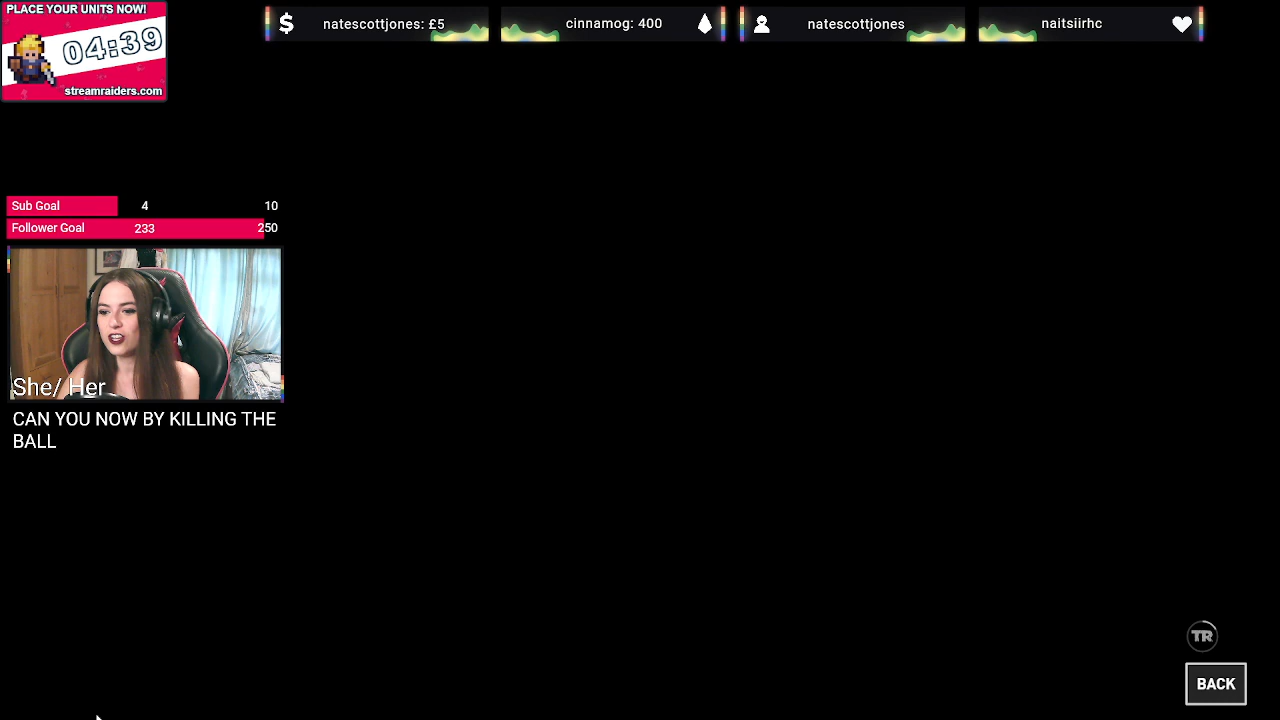 PLACE YOUR UNITS NOW!
04:39
streamraiders.com
$ natescottjones: £5
cinnamog: 400
natescottjones
naitsiirhc
Sub Goal 4 10
Follower Goal 233 250
She/ Her
CAN YOU NOW BY KILLING THE
BALL
TR
BACK